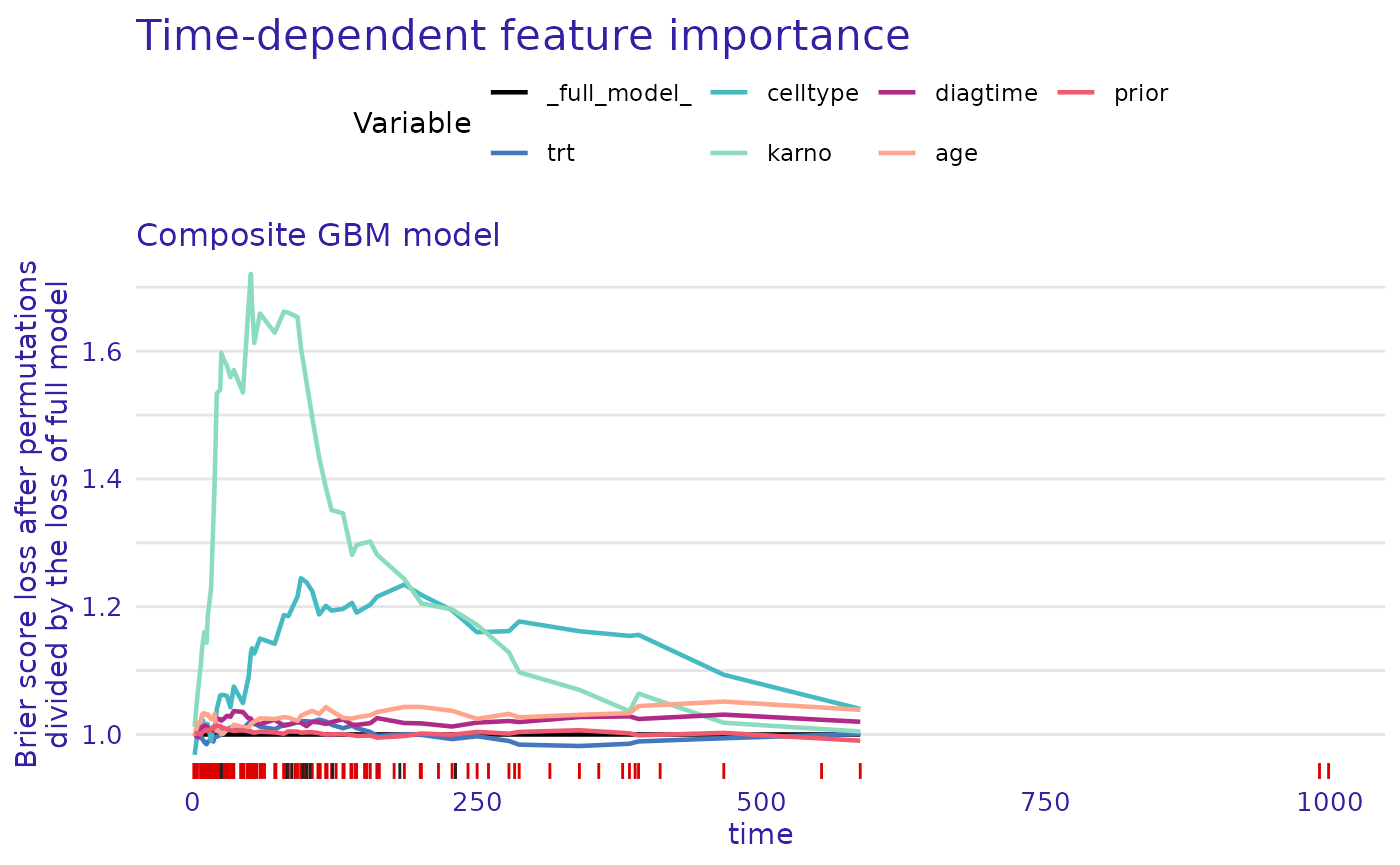 Time-dependent feature importance
Variable
_full_model_ celltype diagtime prior
trt karno age
Composite GBM model
Brier score loss after permutations
divided by the loss of full model
1.6
1.4
1.2
1.0
0 250 500 750 1000
time